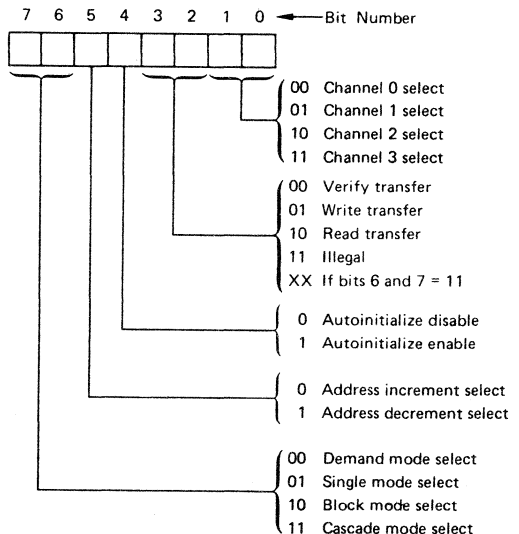 7 6 5 4 3 2 1 0 Bit Number
00 Channel 0 select
01 Channel 1 select
10 Channel 2 select
11 Channel 3 select
00 Verify transfer
01 Write transfer
10 Read transfer
11 Illegal
XX If bits 6 and 7 = 11
0 Autoinitialize disable
1 Autoinitialize enable
0 Address increment select
1 Address decrement select
00 Demand mode select
01 Single mode select
10 Block mode select
11 Cascade mode select